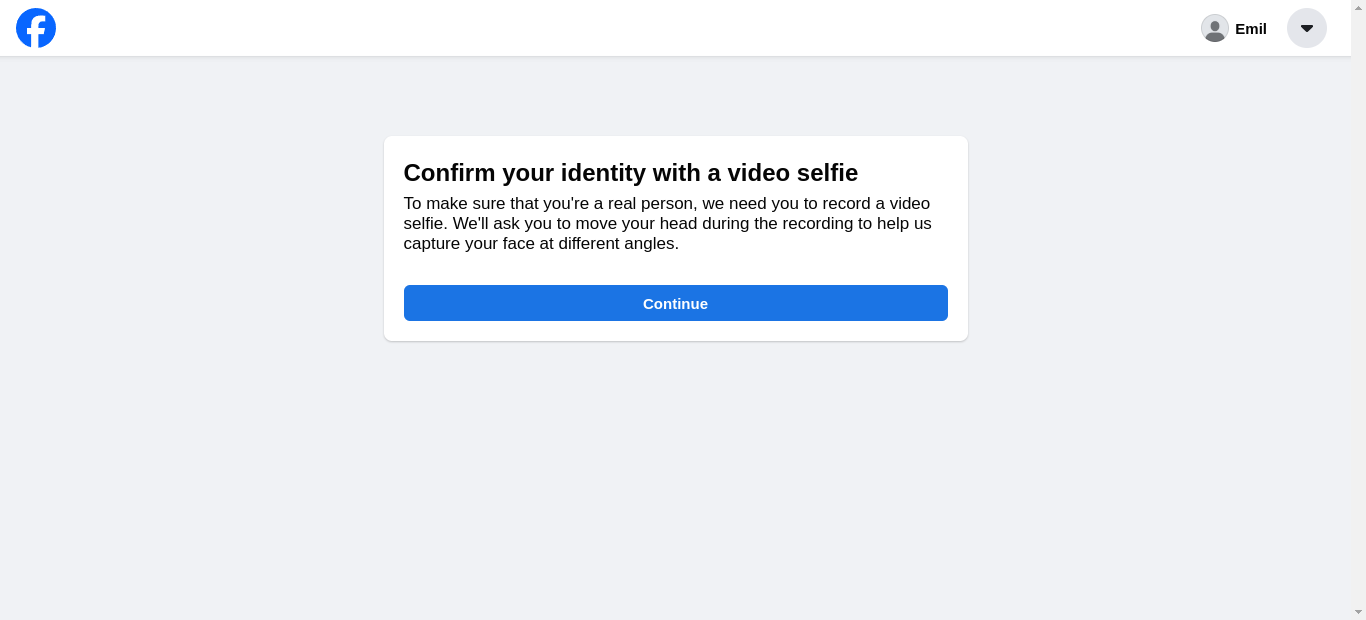 Emil
Confirm your identity with a video selfie
To make sure that you're a real person, we need you to record a video
selfie. We'll ask you to move your head during the recording to help us
capture your face at different angles.
Continue